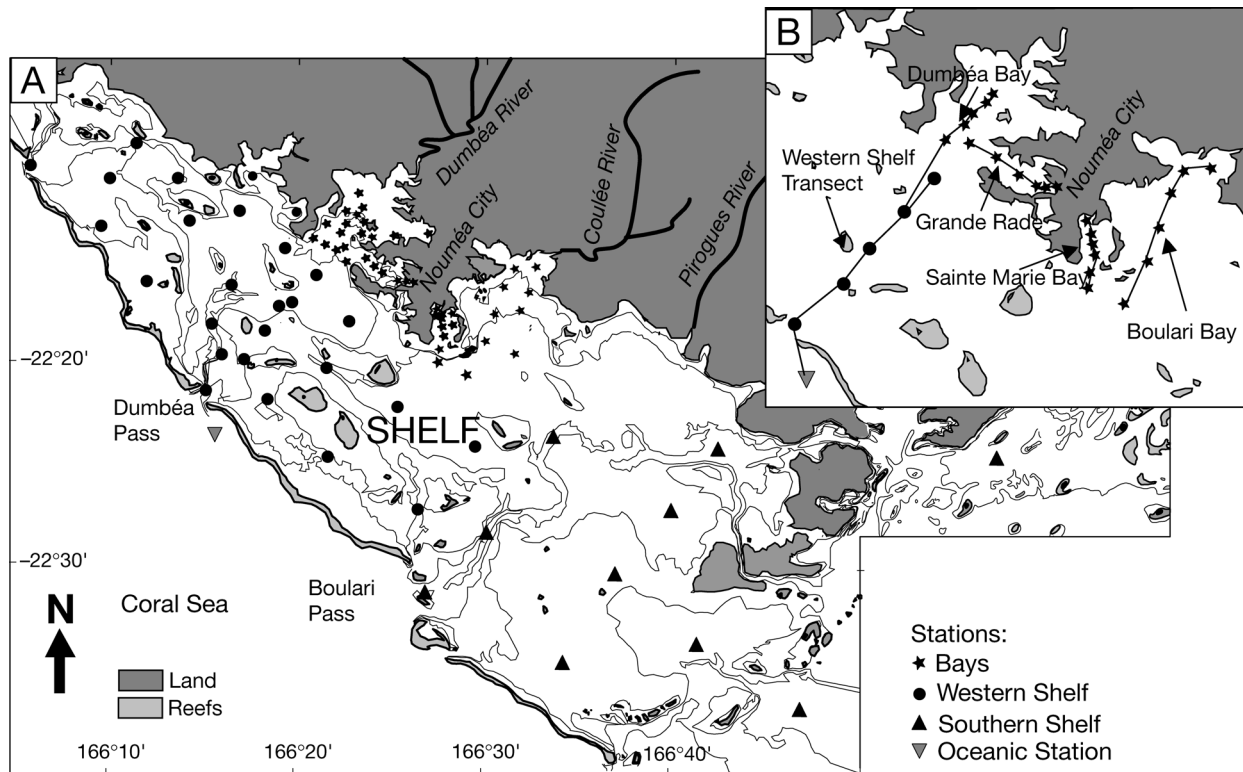 A
Dumbéa River
Nouméa City
Coulée River
Pirogues River
−22°20'
Dumbéa
Pass
SHELF
−22°30'
Boulari
Pass
N
Coral Sea
Land
Reefs
166°10'
166°20'
166°30'
166°40'
B
Dumbéa Bay
Western Shelf
Transect
Nouméa City
Grande Rade
Sainte Marie Bay
Boulari Bay
Stations:
Bays
Western Shelf
Southern Shelf
Oceanic Station